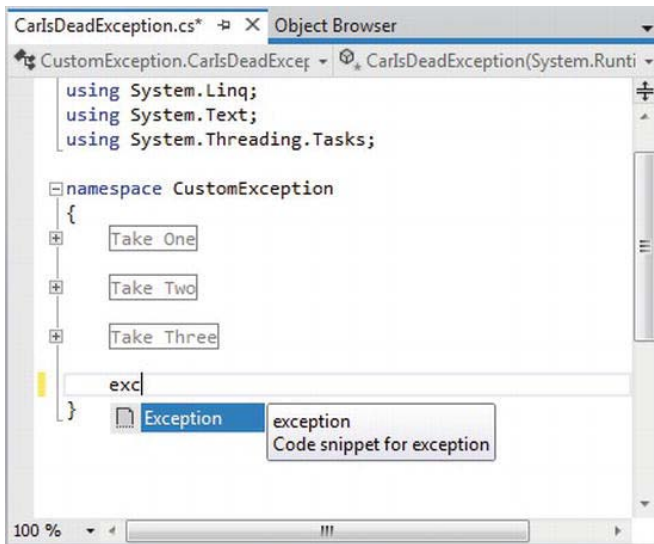 CarIsDeadException.cs* Object Browser
CustomException.CarIsDeadExcep CarIsDeadException(System.Runti
using System.Linq;
using System.Text;
using System.Threading.Tasks;
namespace CustomException
{
Take One
Take Two
Take Three
exc
}
Exception
exception
Code snippet for exception
100 %